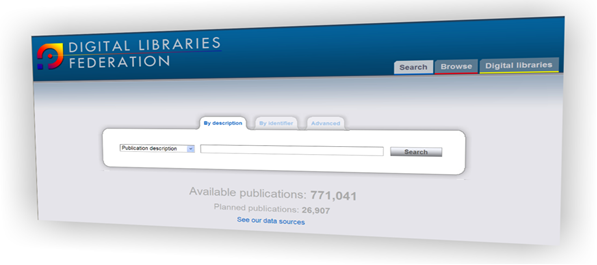 DIGITAL LIBRARIES
FEDERATION
Search Browse Digital libraries
By description By identifier Advanced
Publication description Search
Available publications: 771,041
Planned publications: 26,907
See our data sources